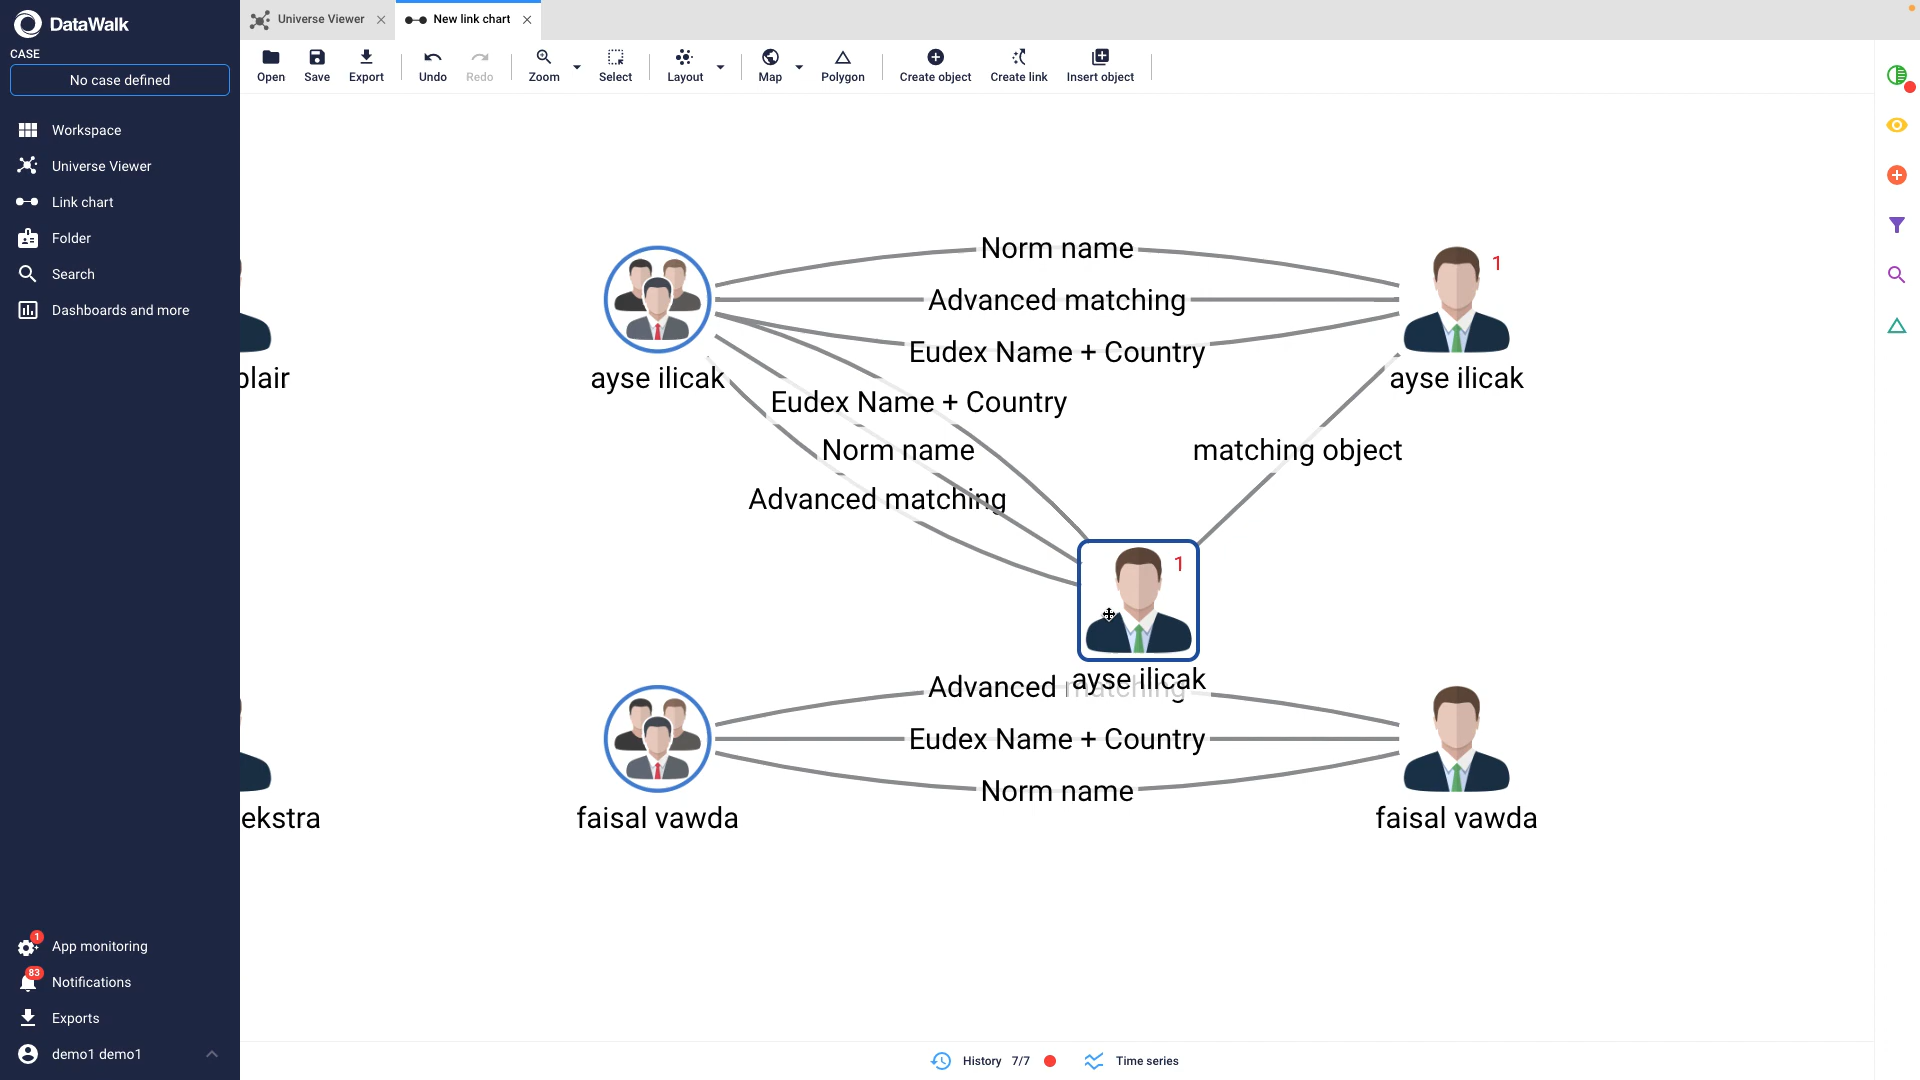 DataWalk
CASE
No case defined
Workspace
Universe Viewer
Link chart
Folder
Search
Dashboards and more
App monitoring
1
Notifications
83
Exports
demo1 demo1
Universe Viewer
New link chart
Open
Save
Export
Undo
Redo
Zoom
Select
Layout
Map
Polygon
Create object
Create link
Insert object
Norm name
1
Advanced matching
Eudex Name + Country
blair
ayse ilicak
ayse ilicak
Eudex Name + Country
Norm name
matching object
Advanced matching
1
ayse ilicak
Advanced matching
Eudex Name + Country
Norm name
ekstra
faisal vawda
faisal vawda
History 7/7
Time series